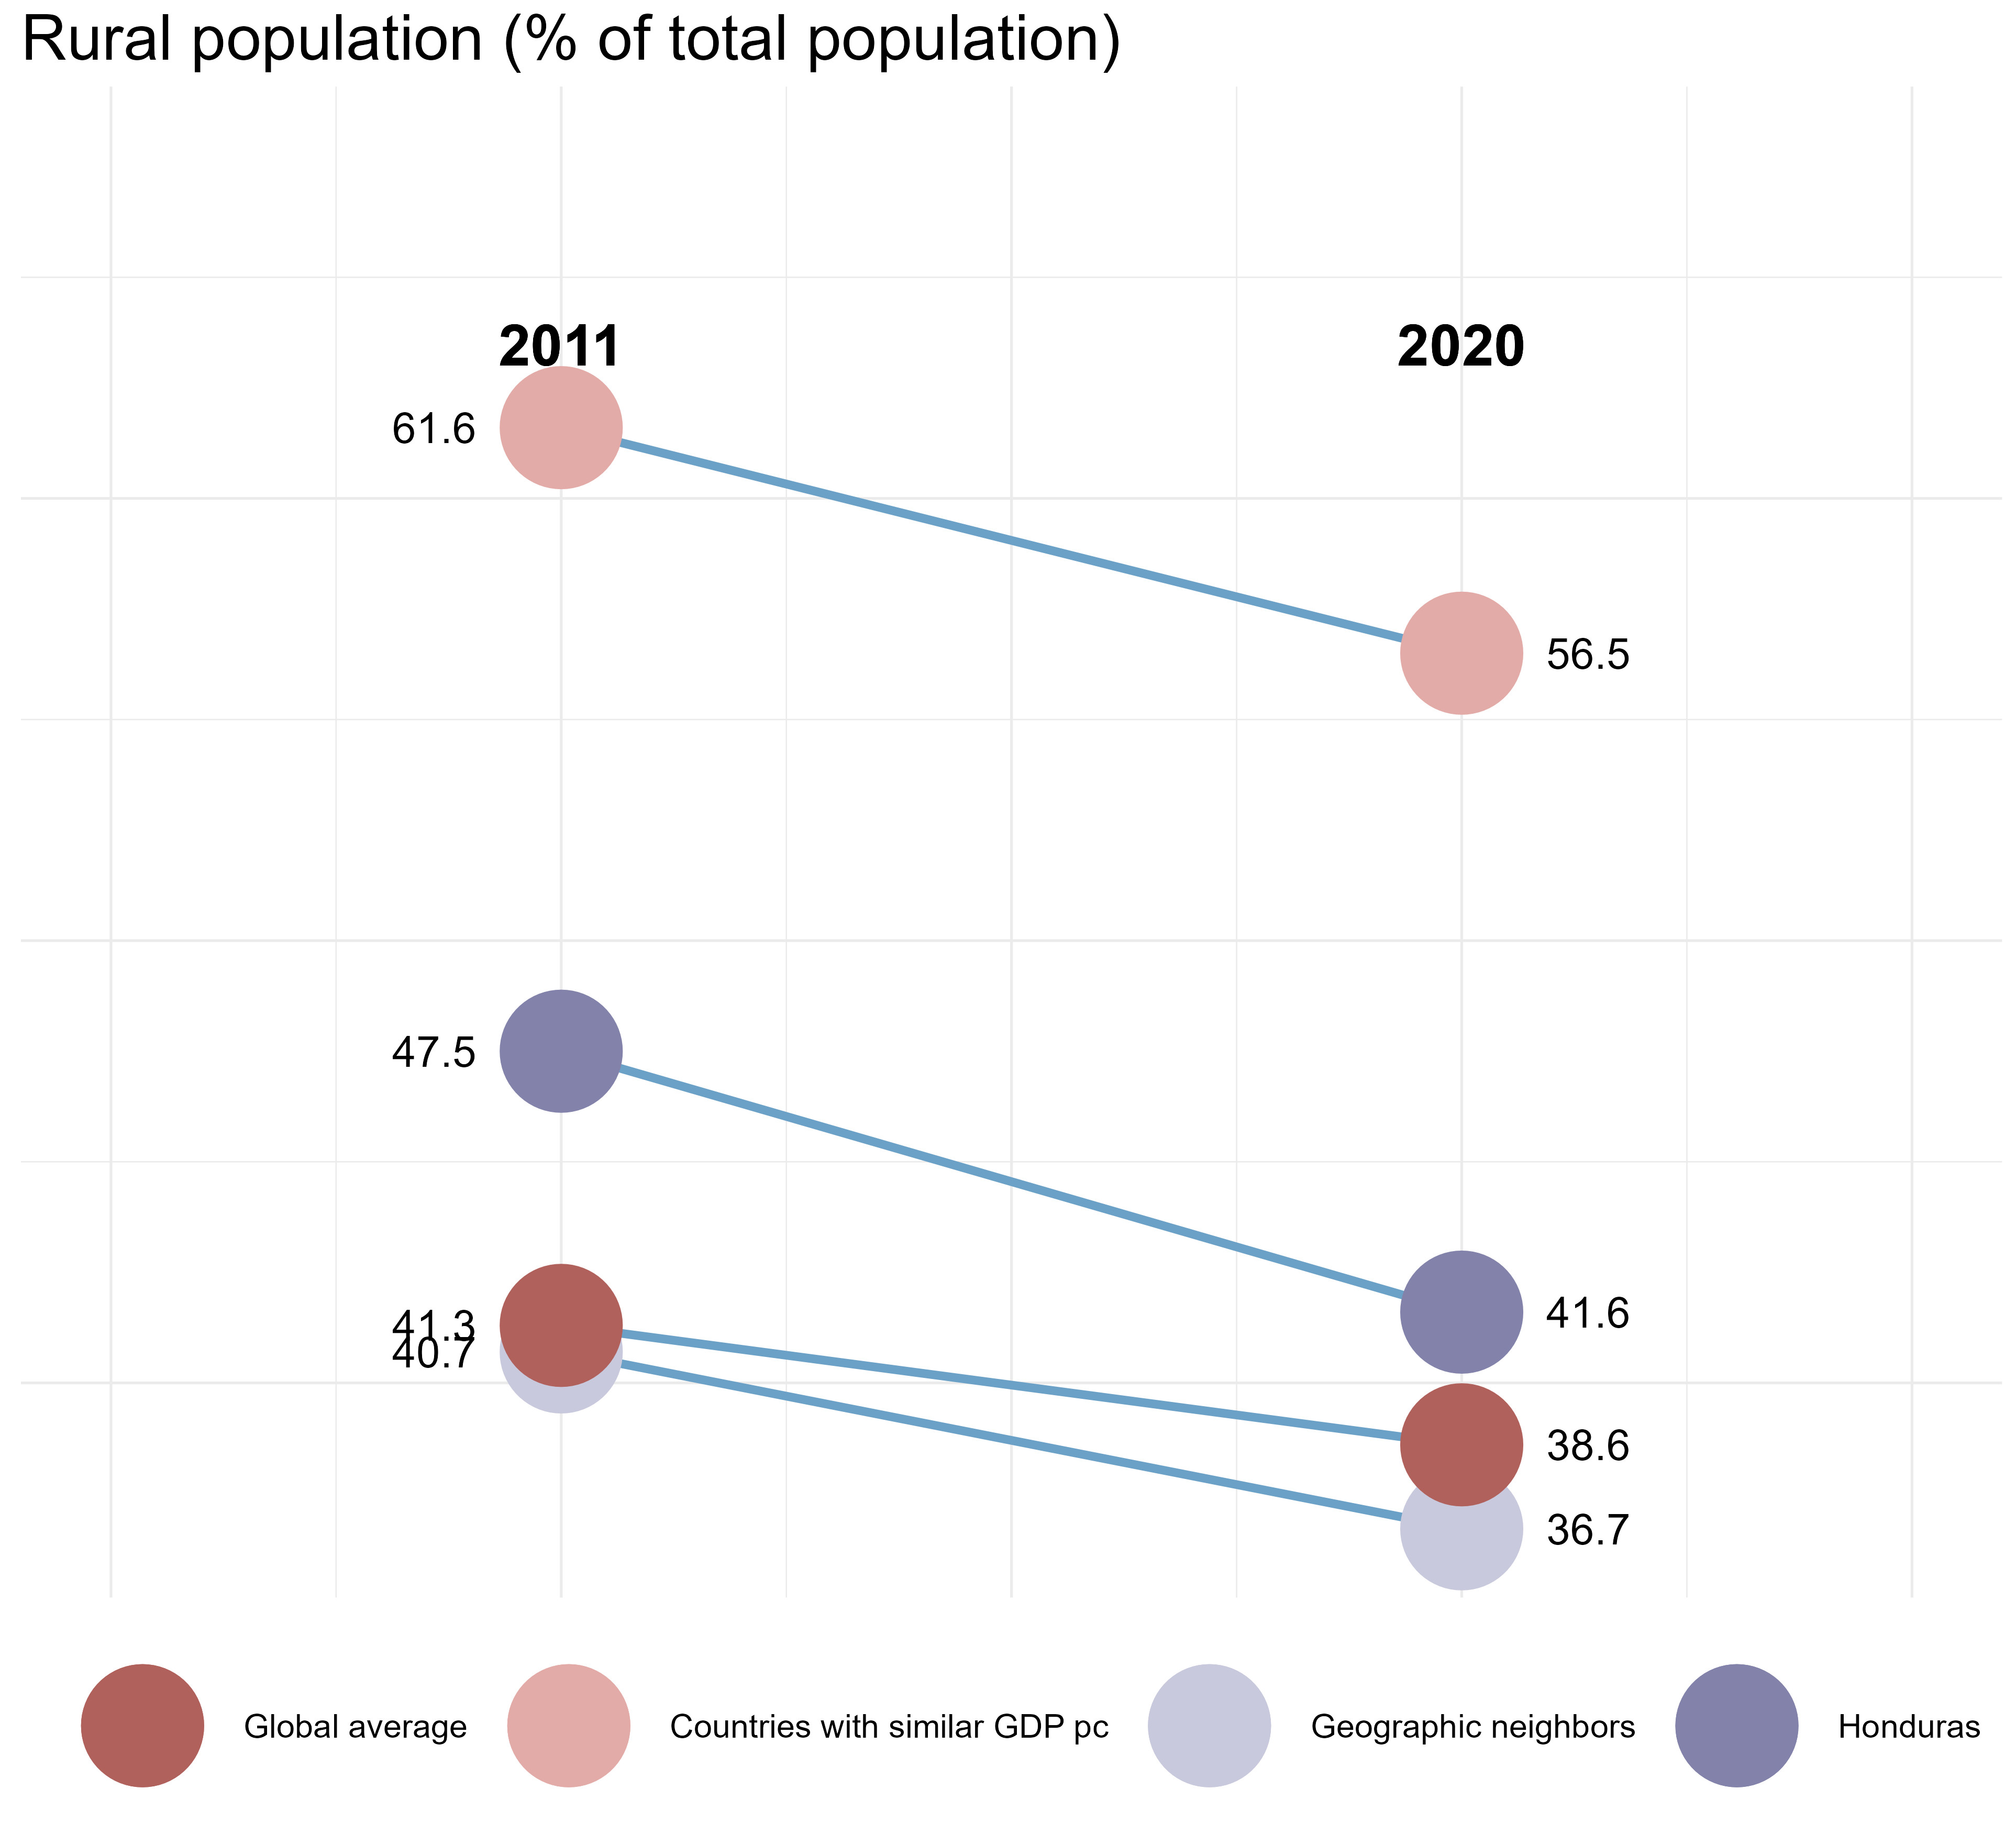 Rural population (% of total population)
2011
2020
61.6
56.5
47.5
41.6
41.3
40.7
38.6
36.7
Global average
Countries with similar GDP pc
Geographic neighbors
Honduras